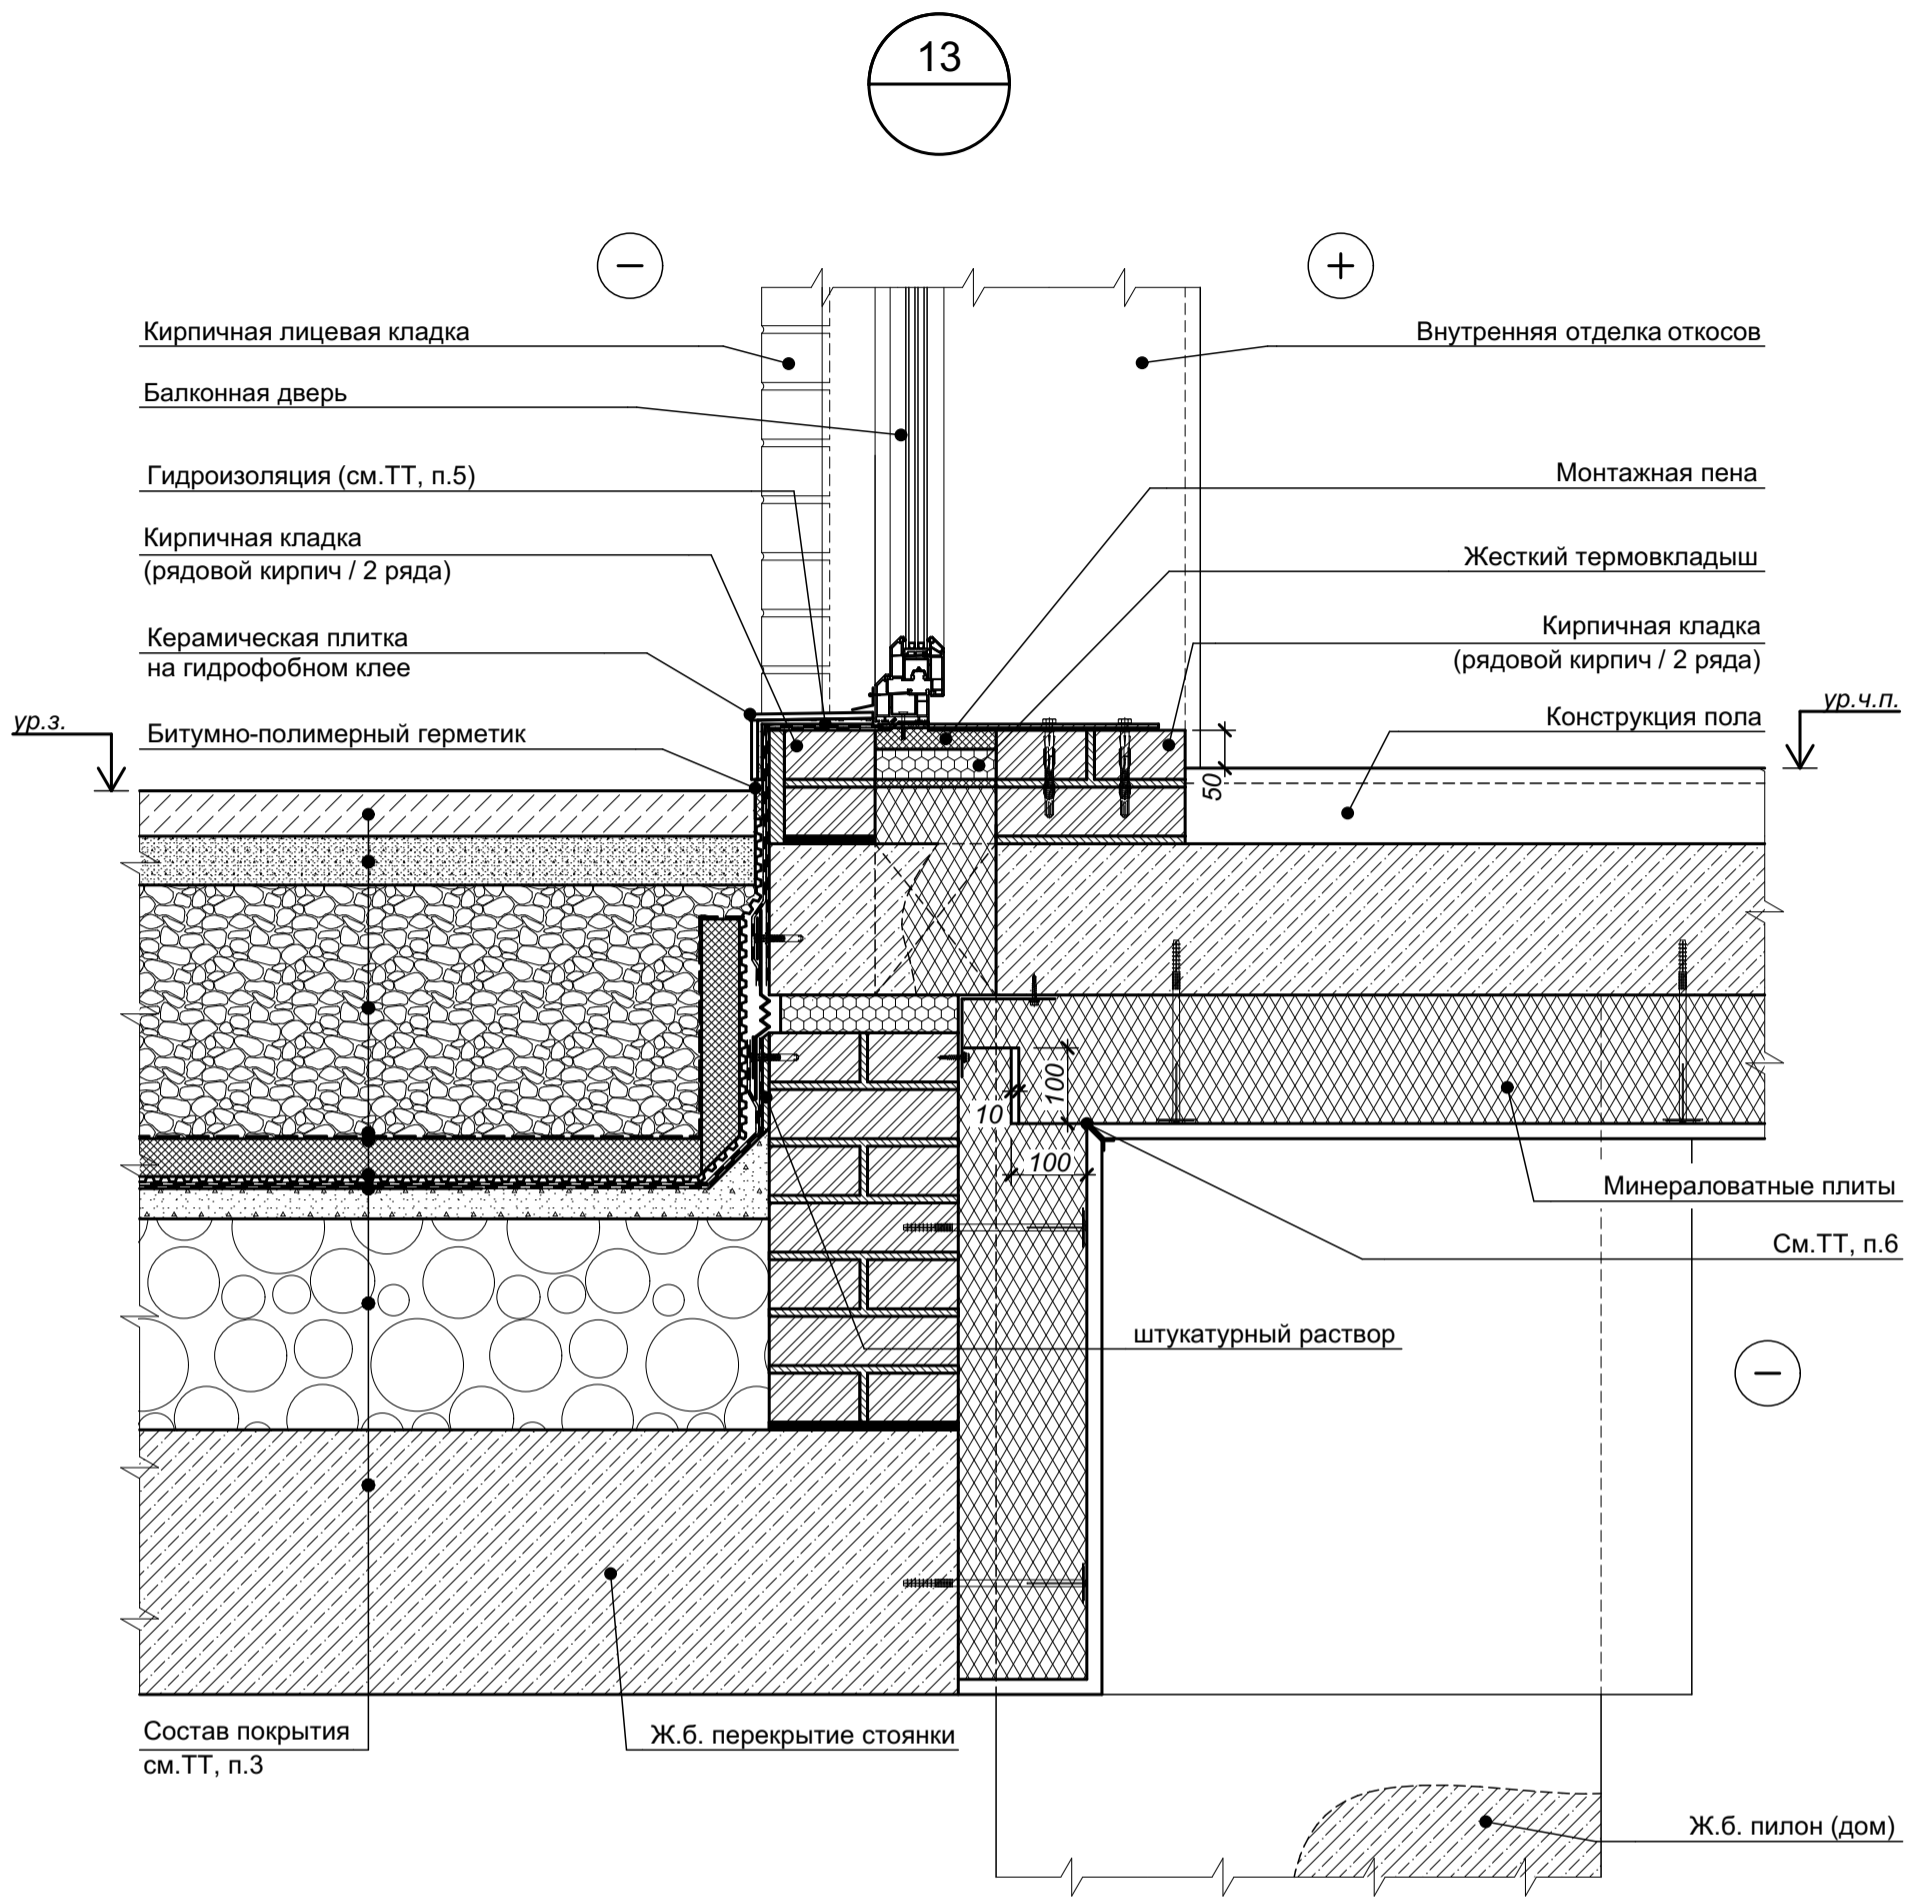 13
−
+
Кирпичная лицевая кладка
Внутренняя отделка откосов
Балконная дверь
Гидроизоляция (см.ТТ, п.5)
Монтажная пена
Кирпичная кладка
(рядовой кирпич / 2 ряда)
Жесткий термовкладыш
Керамическая плитка
на гидрофобном клее
Кирпичная кладка
(рядовой кирпич / 2 ряда)
ур.з.
Битумно-полимерный герметик
Конструкция пола
ур.ч.п.
50
100
10
100
Минераловатные плиты
См.ТТ, п.6
штукатурный раствор
−
Состав покрытия
см.ТТ, п.3
Ж.б. перекрытие стоянки
Ж.б. пилон (дом)